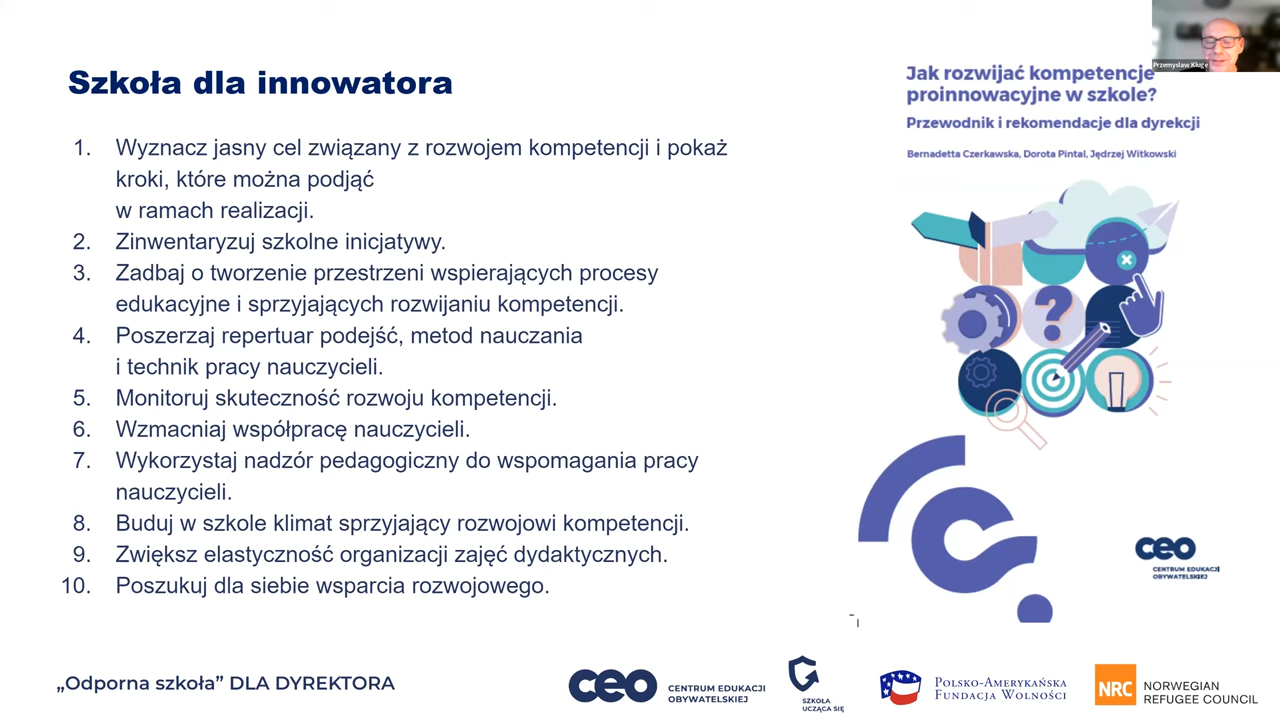 Szkoła dla innowatora
1. Wyznacz jasny cel związany z rozwojem kompetencji i pokaż
kroki, które można podjąć
w ramach realizacji.
2. Zinwentaryzuj szkolne inicjatywy.
3. Zadbaj o tworzenie przestrzeni wspierających procesy
edukacyjne i sprzyjających rozwijaniu kompetencji.
4. Poszerzaj repertuar podejść, metod nauczania
i technik pracy nauczycieli.
5. Monitoruj skuteczność rozwoju kompetencji.
6. Wzmacniaj współpracę nauczycieli.
7. Wykorzystaj nadzór pedagogiczny do wspomagania pracy
nauczycieli.
8. Buduj w szkole klimat sprzyjający rozwojowi kompetencji.
9. Zwiększ elastyczność organizacji zajęć dydaktycznych.
10. Poszukuj dla siebie wsparcia rozwojowego.
Przemyslaw Kluge
Jak rozwijać kompetencje
proinnowacyjne w szkole?
Przewodnik i rekomendacje dla dyrekcji
Bernadetta Czerkawska, Dorota Pintal, Jędrzej Witkowski
?
ceo
CENTRUM EDUKACJI
OBYWATELSKIEJ
„Odporna szkoła” DLA DYREKTORA
ceo
CENTRUM EDUKACJI
OBYWATELSKIEJ
SZKOŁA
UCZĄCA SIĘ
POLSKO-AMERYKAŃSKA
FUNDACJA WOLNOŚCI
NRC
NORWEGIAN
REFUGEE COUNCIL